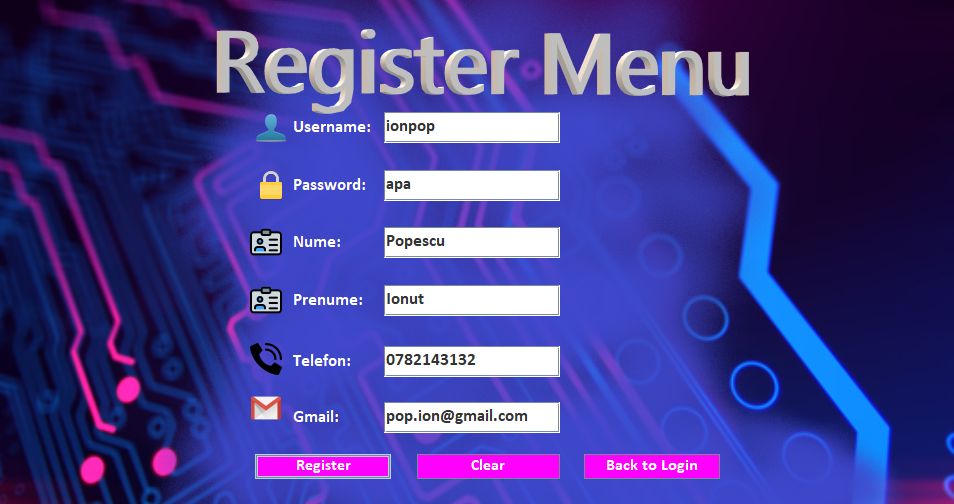 Register Menu
Username: ionpop
Password: apa
Nume: Popescu
Prenume: Ionut
Telefon: 0782143132
Gmail: pop.ion@gmail.com
Register Clear Back to Login